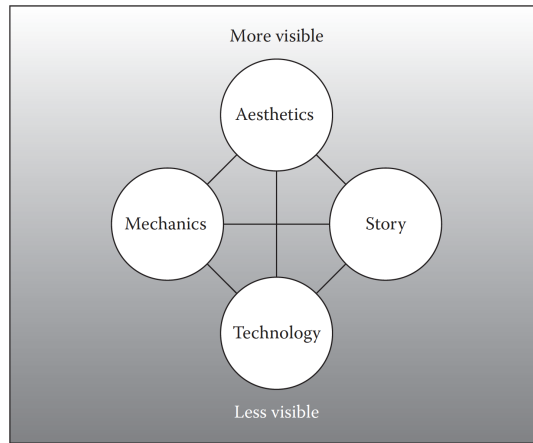 More visible
Aesthetics
Mechanics
Story
Technology
Less visible